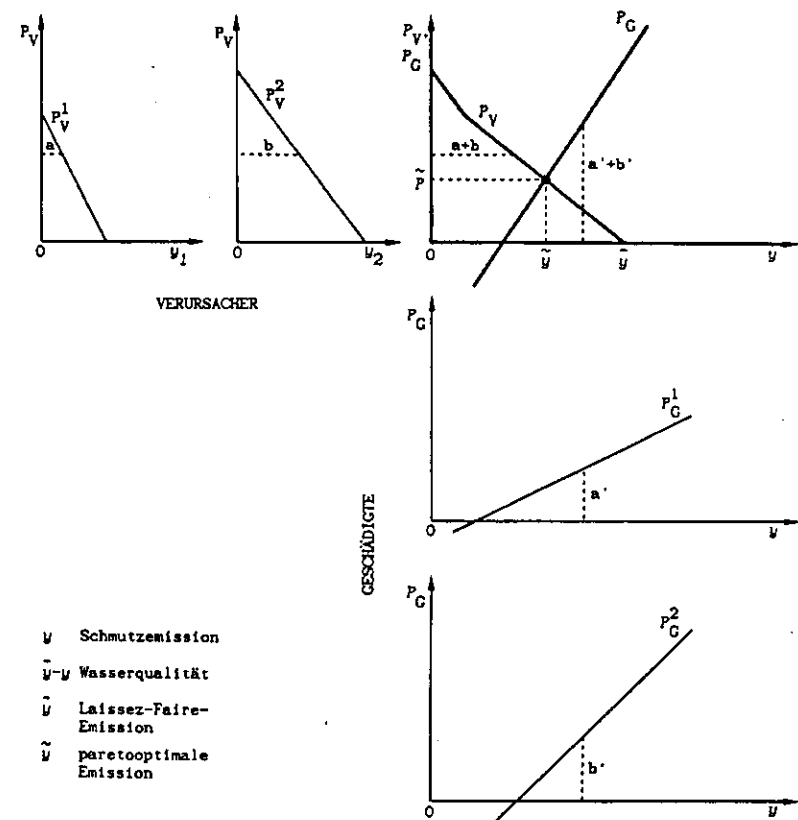 P_V
P_V^1
a
0
y_1
P_V
P_V^2
b
0
y_2
P_V,
P_G
P_G
P_V
a+b
a'+b'
p̃
0
ỹ
ȳ
y
VERURSACHER
P_G
P_G^1
a'
0
y
GESCHÄDIGTE
P_G
P_G^2
b'
0
y
y Schmutzemission
ȳ-y Wasserqualität
ȳ Laissez-Faire-
Emission
ỹ paretooptimale
Emission